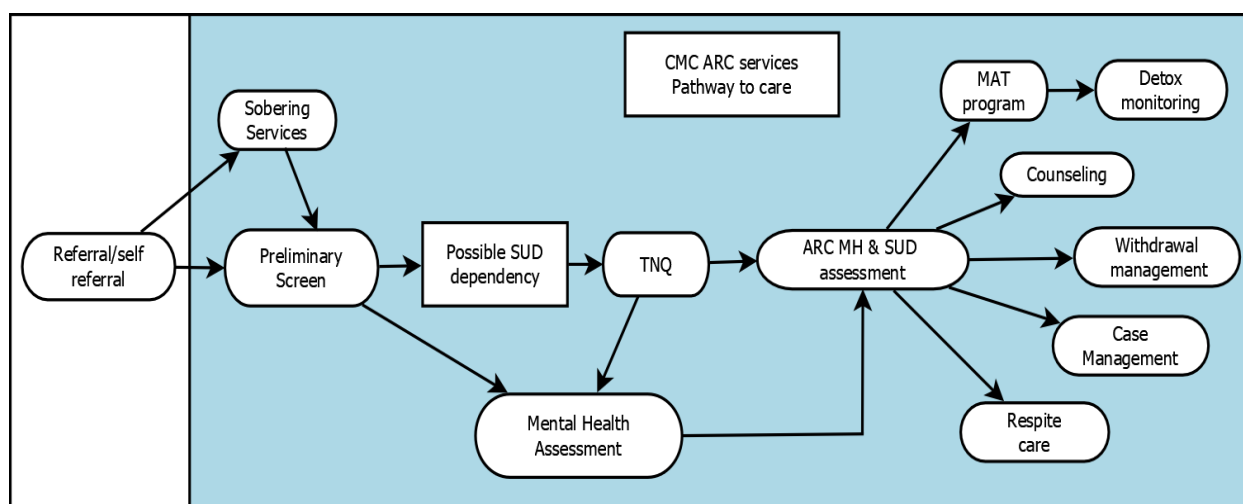 CMC ARC services
Pathway to care
MAT
program
Detox
monitoring
Sobering
Services
Counseling
Referral/self
referral
Preliminary
Screen
Possible SUD
dependency
TNQ
ARC MH & SUD
assessment
Withdrawal
management
Case
Management
Mental Health
Assessment
Respite
care